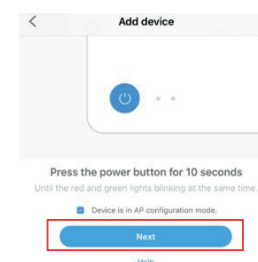 Add device
Press the power button for 10 seconds
Until the red and green lights blinking at the same time.
Device is in AP configuration mode.
Next
Help